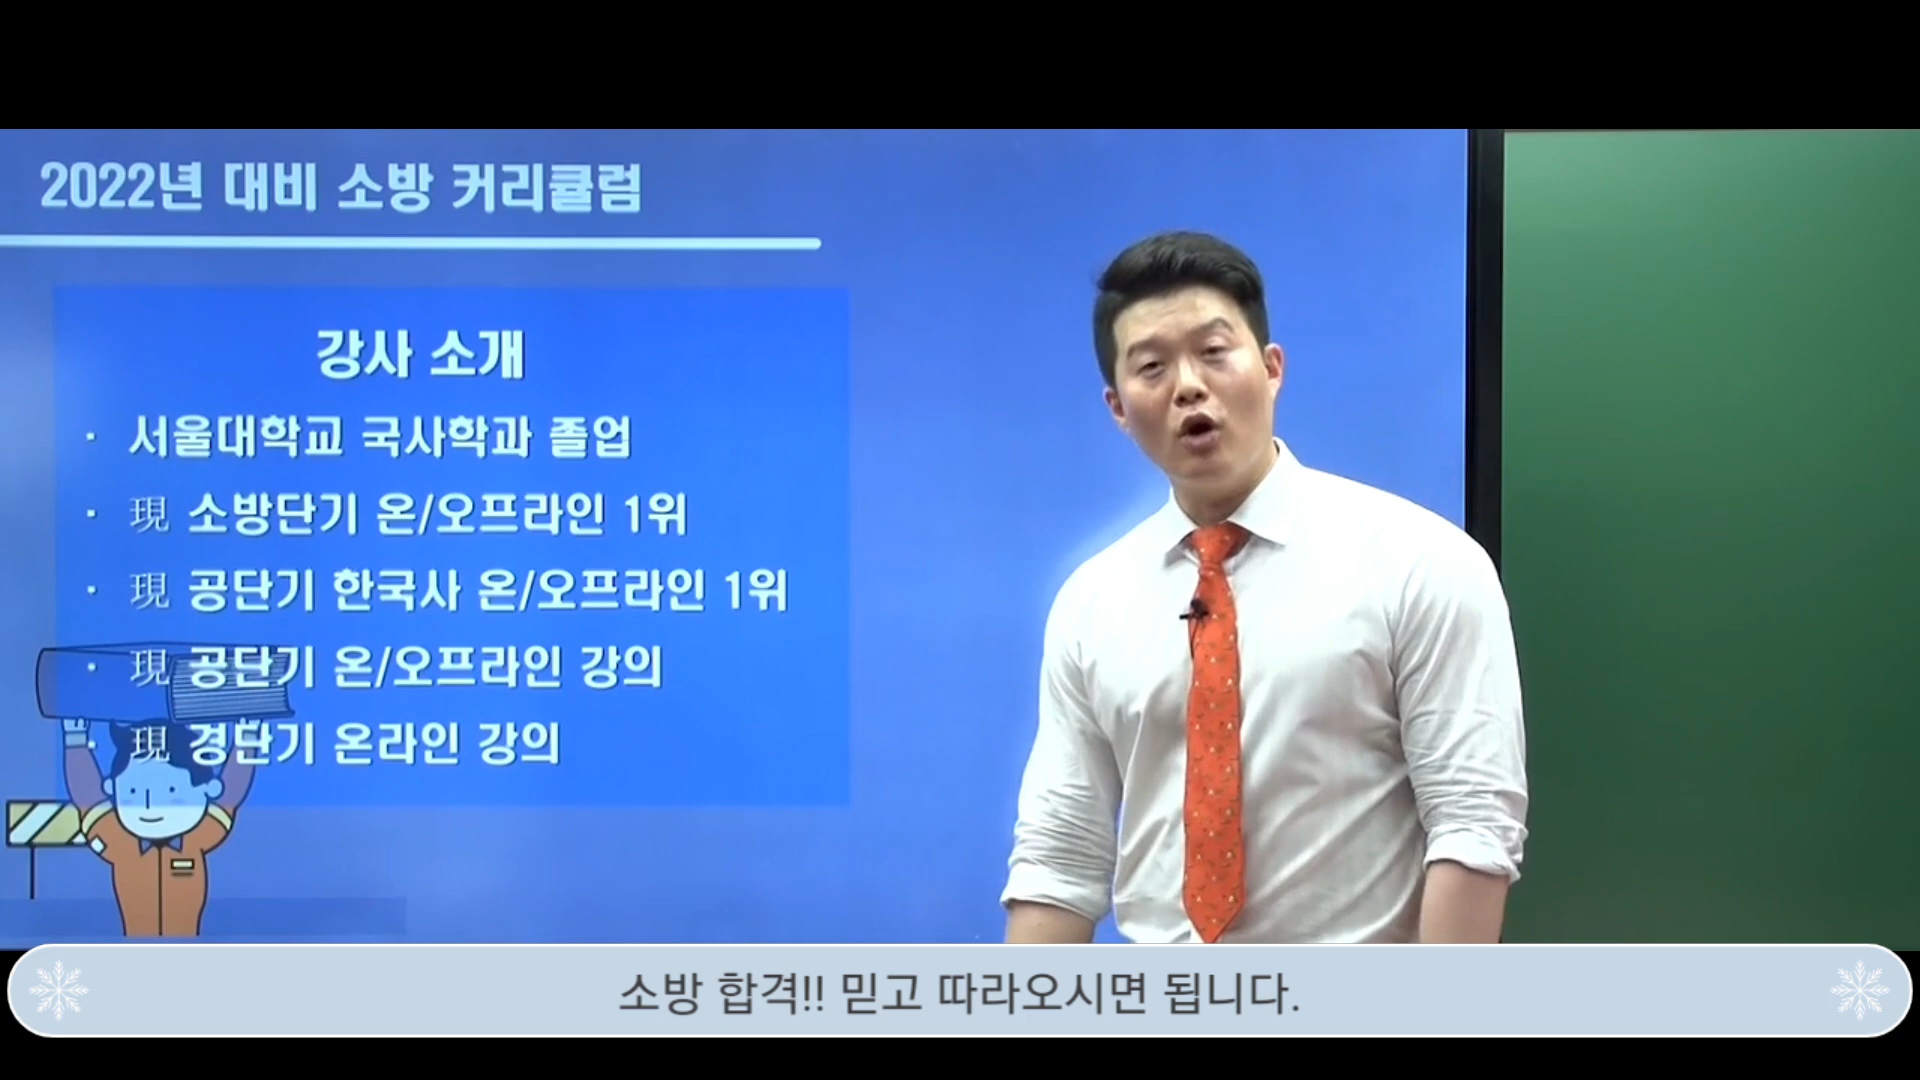 2022년 대비 소방 커리큘럼
강사 소개
· 서울대학교 국사학과 졸업
· 現 소방단기 온/오프라인 1위
· 現 공단기 한국사 온/오프라인 1위
· 現 공단기 온/오프라인 강의
· 現 경단기 온라인 강의
소방 합격!! 믿고 따라오시면 됩니다.